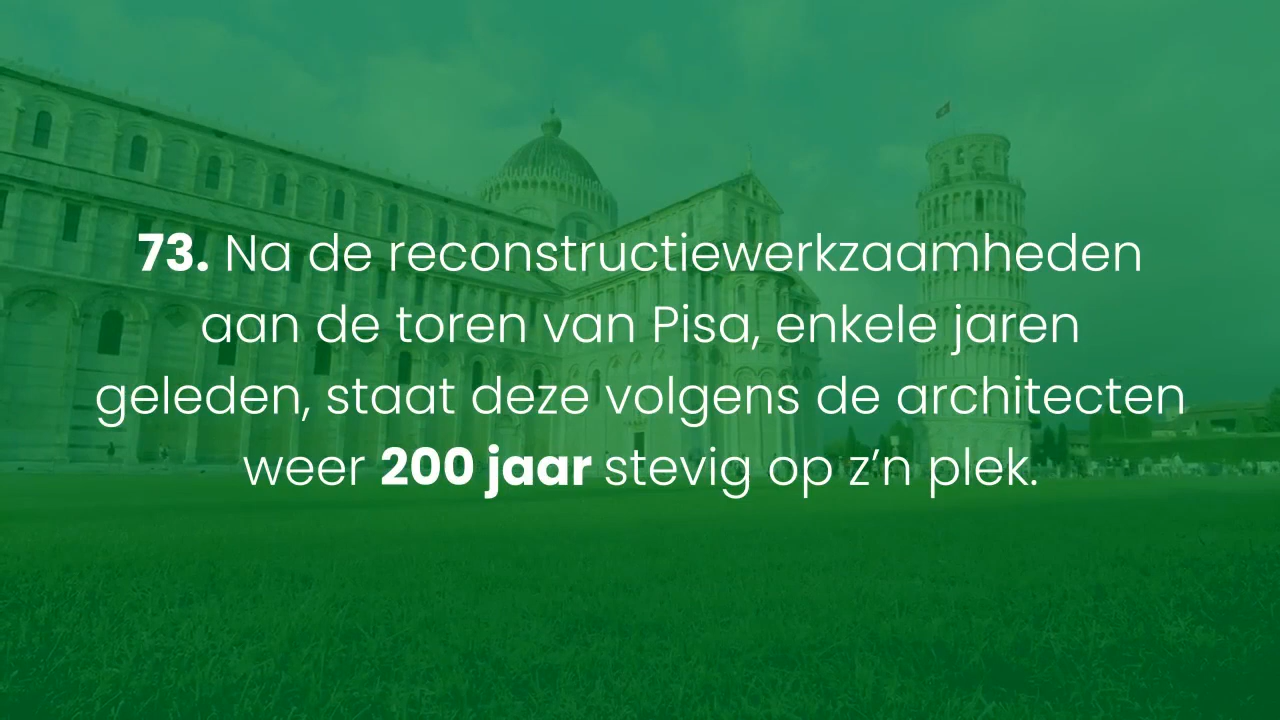 73. Na de reconstructiewerkzaamheden
aan de toren van Pisa, enkele jaren
geleden, staat deze volgens de architecten
weer 200 jaar stevig op z’n plek.